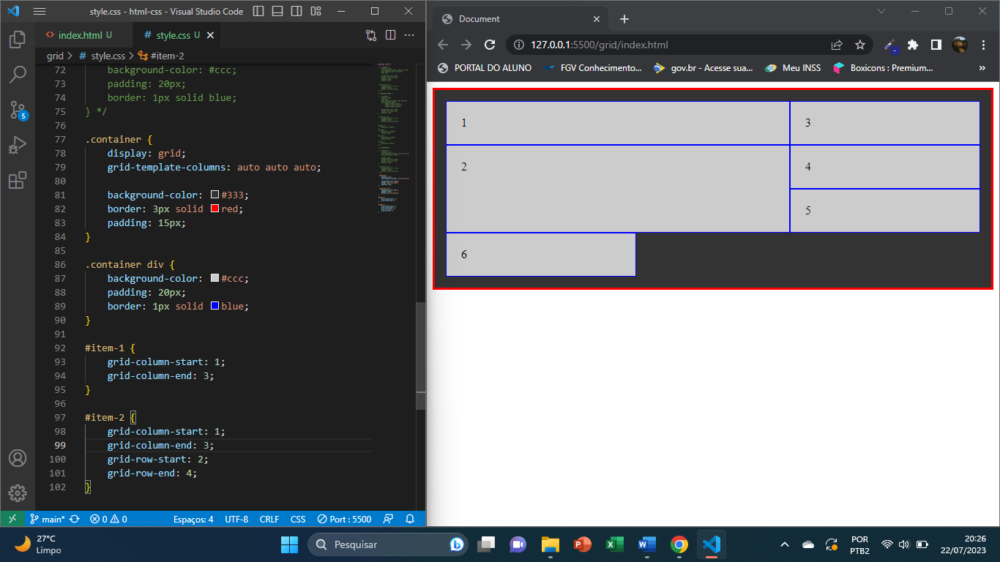 style.css - html-css - Visual Studio Code
index.html U
# style.css U
grid > # style.css > #item-2
72 background-color: #ccc;
73 padding: 20px;
74 border: 1px solid blue;
75 } */
76
77 .container {
78 display: grid;
79 grid-template-columns: auto auto auto;
80
81 background-color: #333;
82 border: 3px solid red;
83 padding: 15px;
84 }
85
86 .container div {
87 background-color: #ccc;
88 padding: 20px;
89 border: 1px solid blue;
90 }
91
92 #item-1 {
93 grid-column-start: 1;
94 grid-column-end: 3;
95 }
96
97 #item-2 {
98 grid-column-start: 1;
99 grid-column-end: 3;
100 grid-row-start: 2;
101 grid-row-end: 4;
102 }
5
main* 0 0 Espaços: 4 UTF-8 CRLF CSS Port : 5500
Document
127.0.0.1:5500/grid/index.html
PORTAL DO ALUNO FGV Conhecimento... gov.br - Acesse sua... Meu INSS Boxicons : Premium... »
1 3
2 4
5
6
27°C
Limpo
Pesquisar
POR
PTB2
20:26
22/07/2023